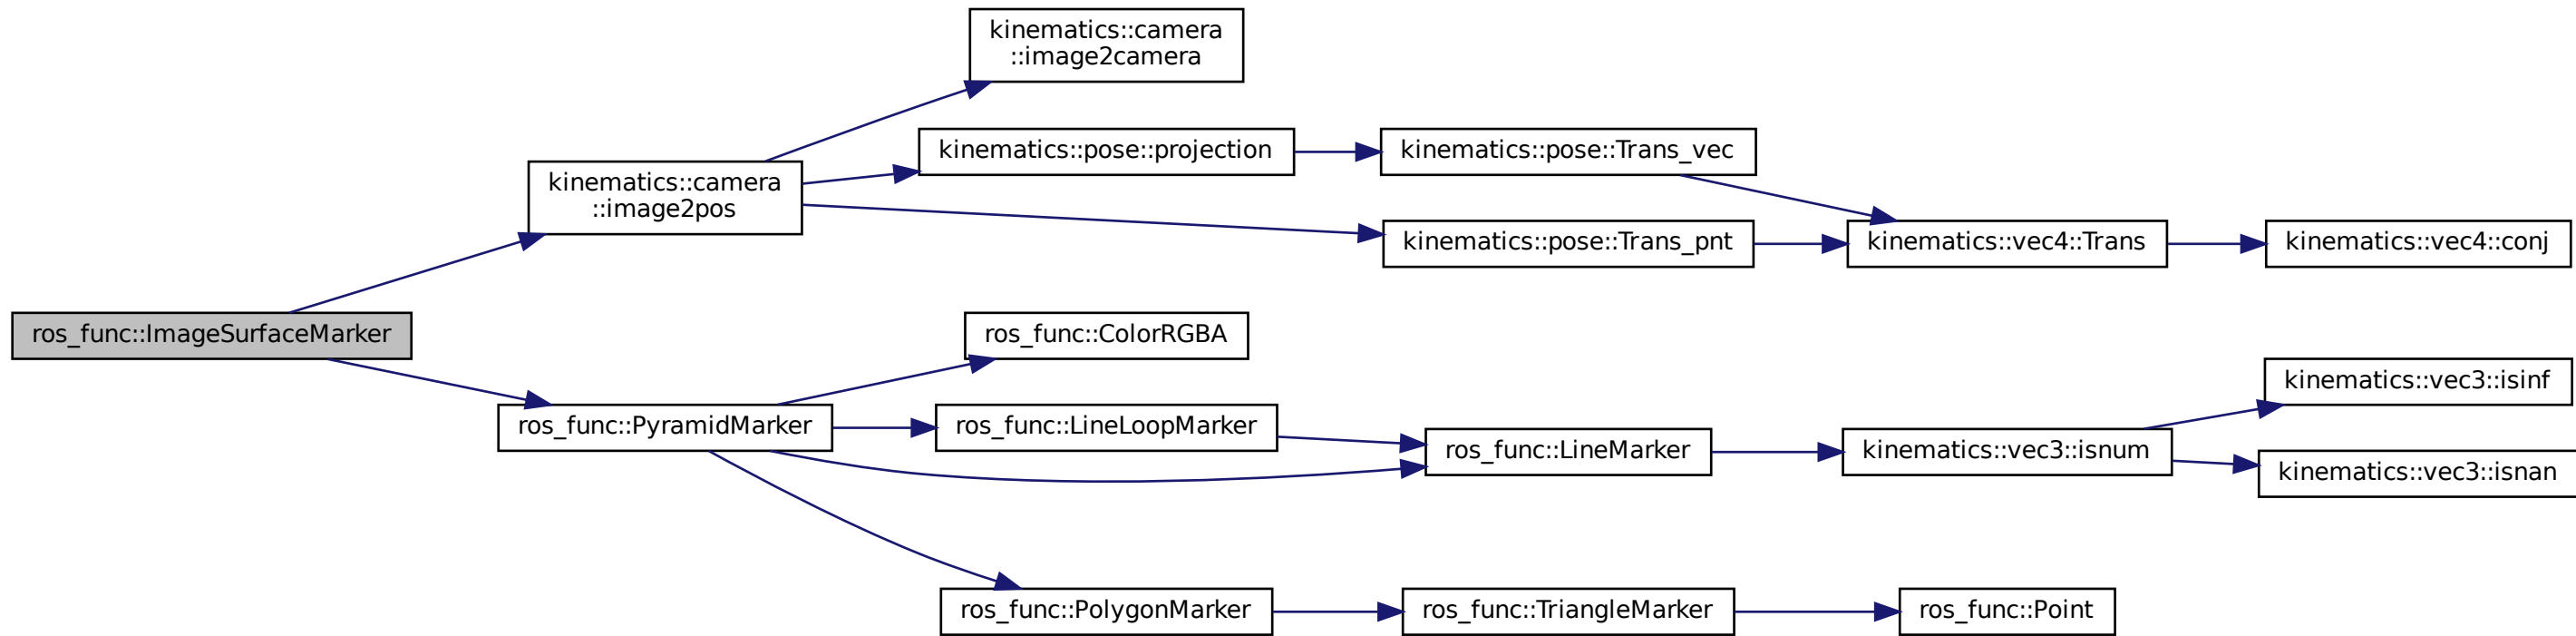 kinematics::camera
::image2camera
kinematics::pose::projection
kinematics::pose::Trans_vec
kinematics::camera
::image2pos
kinematics::pose::Trans_pnt
kinematics::vec4::Trans
kinematics::vec4::conj
ros_func::ImageSurfaceMarker
ros_func::ColorRGBA
kinematics::vec3::isinf
ros_func::PyramidMarker
ros_func::LineLoopMarker
ros_func::LineMarker
kinematics::vec3::isnum
kinematics::vec3::isnan
ros_func::PolygonMarker
ros_func::TriangleMarker
ros_func::Point